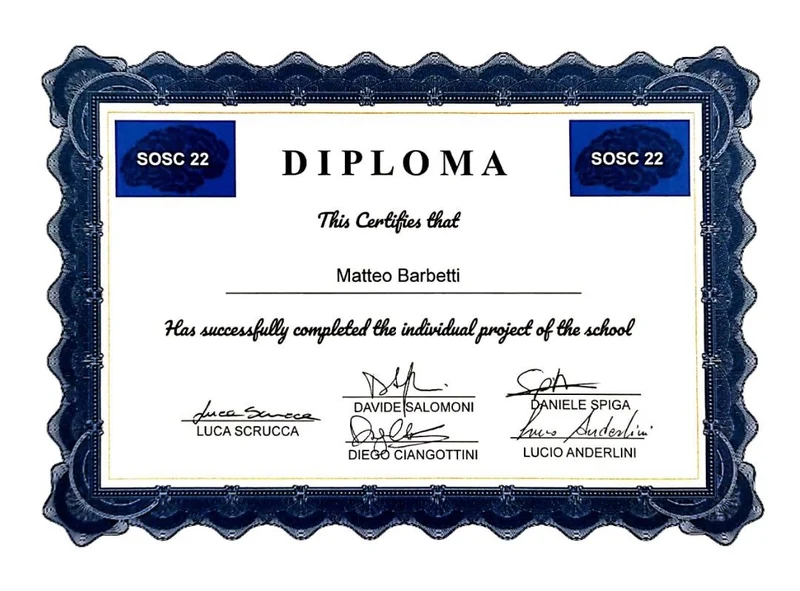 SOSC 22
SOSC 22
DIPLOMA
This Certifies that
Matteo Barbetti
Has successfully completed the individual project of the school
Luca Scrucca
LUCA SCRUCCA
DAVIDE SALOMONI
DANIELE SPIGA
Lucio Anderlini
DIEGO CIANGOTTINI
LUCIO ANDERLINI